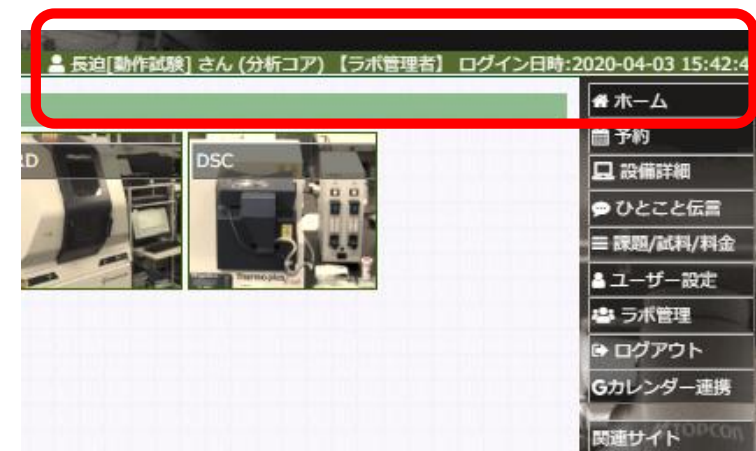 長迫[動作試験] さん (分析コア) 【ラボ管理者】 ログイン日時:2020-04-03 15:42:4
ホーム
予約
RD
DSC
設備詳細
ひとこと伝言
課題/試料/料金
Thermo plus
ユーザー設定
ラボ管理
ログアウト
Gカレンダー連携
TOPCON
関連サイト